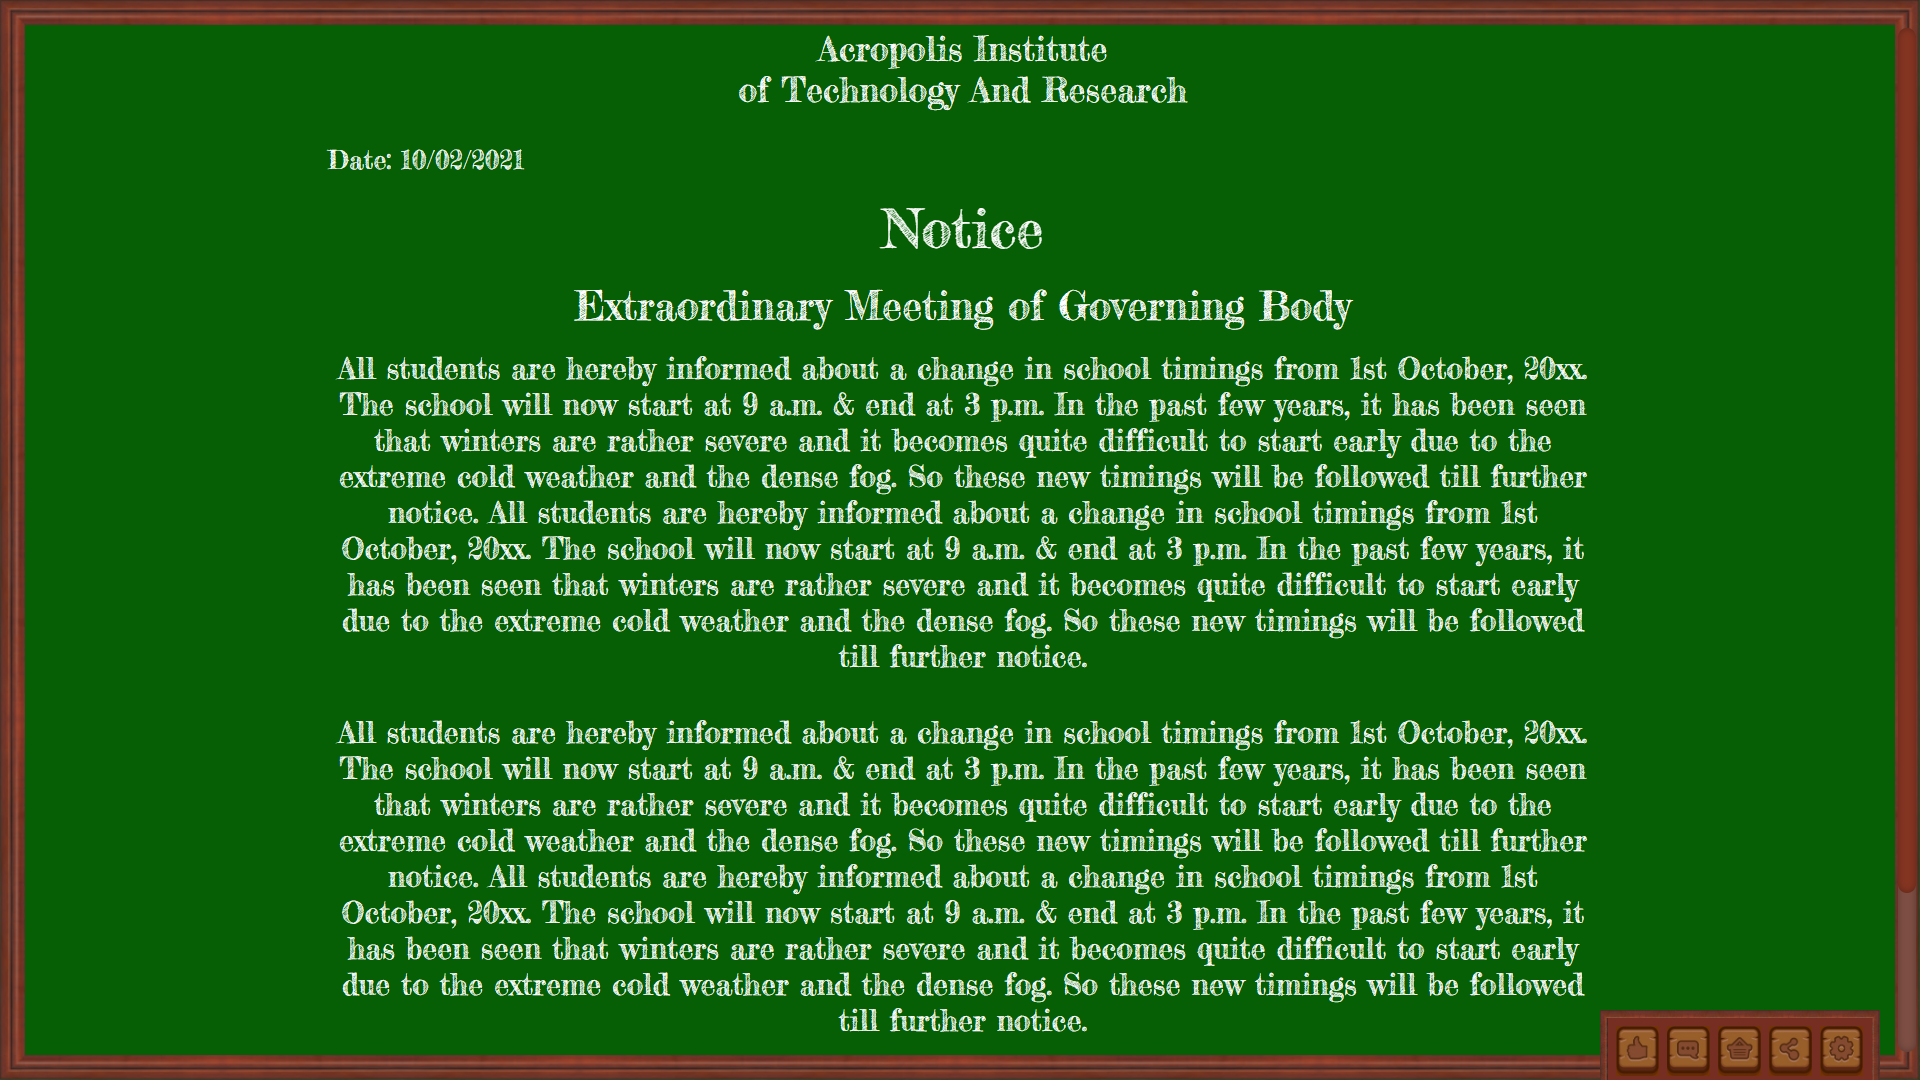 Acropolis Institute
of Technology And Research
Date: 10/02/2021
Notice
Extraordinary Meeting of Governing Body
All students are hereby informed about a change in school timings from 1st October, 20xx.
The school will now start at 9 a.m. & end at 3 p.m. In the past few years, it has been seen
that winters are rather severe and it becomes quite difficult to start early due to the
extreme cold weather and the dense fog. So these new timings will be followed till further
notice. All students are hereby informed about a change in school timings from 1st
October, 20xx. The school will now start at 9 a.m. & end at 3 p.m. In the past few years, it
has been seen that winters are rather severe and it becomes quite difficult to start early
due to the extreme cold weather and the dense fog. So these new timings will be followed
till further notice.
All students are hereby informed about a change in school timings from 1st October, 20xx.
The school will now start at 9 a.m. & end at 3 p.m. In the past few years, it has been seen
that winters are rather severe and it becomes quite difficult to start early due to the
extreme cold weather and the dense fog. So these new timings will be followed till further
notice. All students are hereby informed about a change in school timings from 1st
October, 20xx. The school will now start at 9 a.m. & end at 3 p.m. In the past few years, it
has been seen that winters are rather severe and it becomes quite difficult to start early
due to the extreme cold weather and the dense fog. So these new timings will be followed
till further notice.